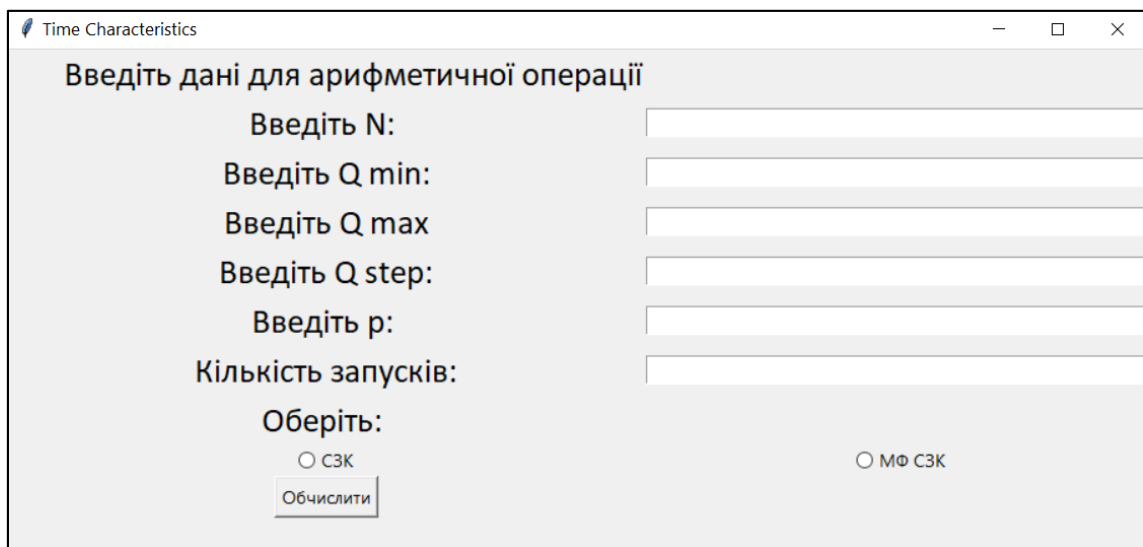 Time Characteristics
Введіть дані для арифметичної операції
Введіть N:
Введіть Q min:
Введіть Q max
Введіть Q step:
Введіть p:
Кількість запусків:
Оберіть:
СЗК МФ СЗК
Обчислити